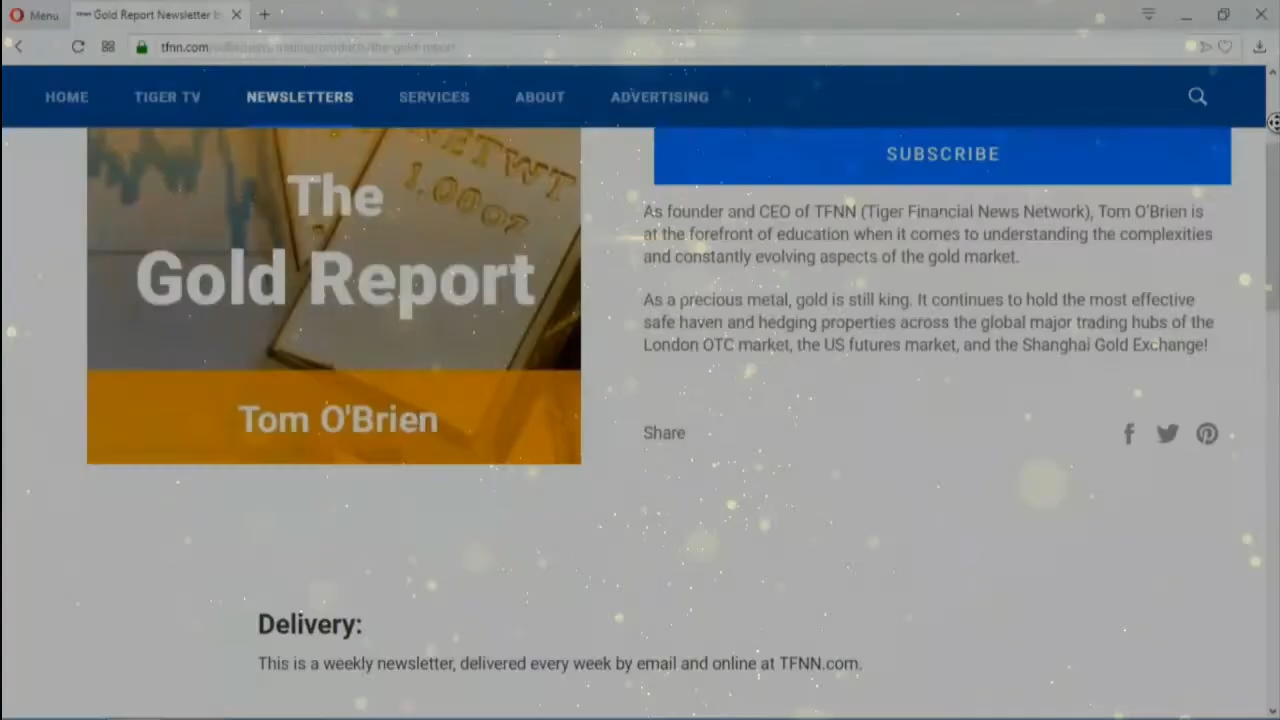 Menu
Gold Report Newsletter b
tfnn.com
HOME
TIGER TV
NEWSLETTERS
SERVICES
ABOUT
ADVERTISING
1.00oz
The
Gold Report
Tom O'Brien
SUBSCRIBE
As founder and CEO of TFNN (Tiger Financial News Network), Tom O'Brien is
at the forefront of education when it comes to understanding the complexities
and constantly evolving aspects of the gold market.
As a precious metal, gold is still king. It continues to hold the most effective
safe haven and hedging properties across the global major trading hubs of the
London OTC market, the US futures market, and the Shanghai Gold Exchange!
Share
Delivery:
This is a weekly newsletter, delivered every week by email and online at TFNN.com.